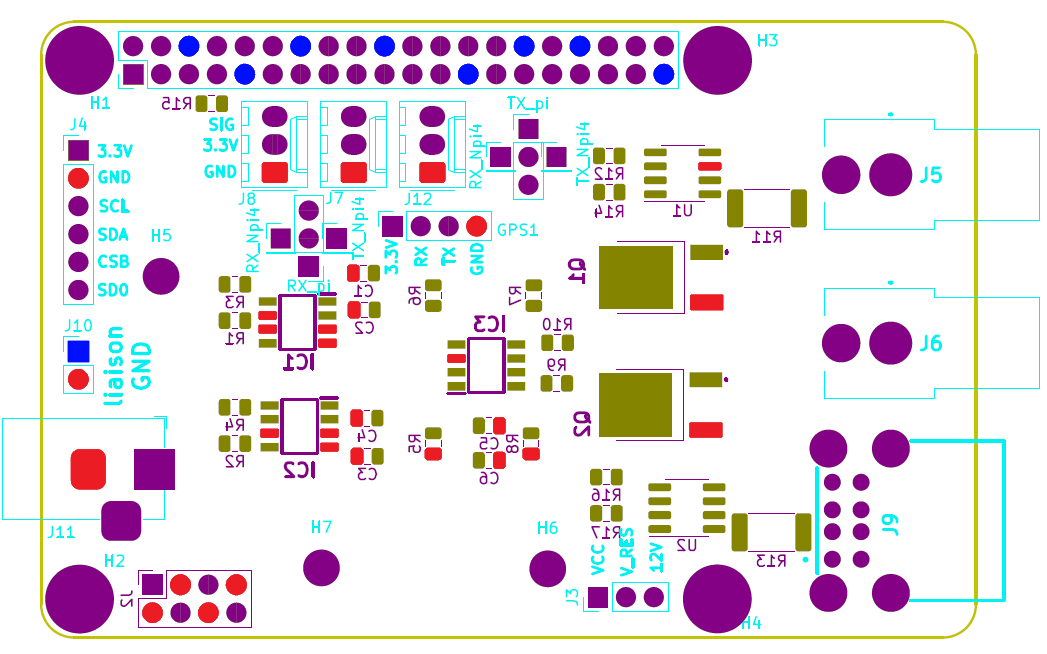 H1
H3
R15
J4
3.3V
GND
SCL
SDA
CSB
SDO
SIG
3.3V
GND
J8
J7
J12
TX_pi
RX_Npi4
TX_Npi4
R12
R14
U1
R11
J5
H5
RX_Npi4
TX_Npi4
RX_pi
3.3V
RX
TX
GND
GPS1
R3
R1
C1
C2
IC1
R6
R7
Q1
R10
IC3
R9
J6
J10
liaison
GND
R4
R2
C4
C3
IC2
R5
C5
C6
R8
Q2
J11
R16
R17
U2
R13
J9
H7
H6
H2
J2
VCC
V_RES
12V
J3
H4